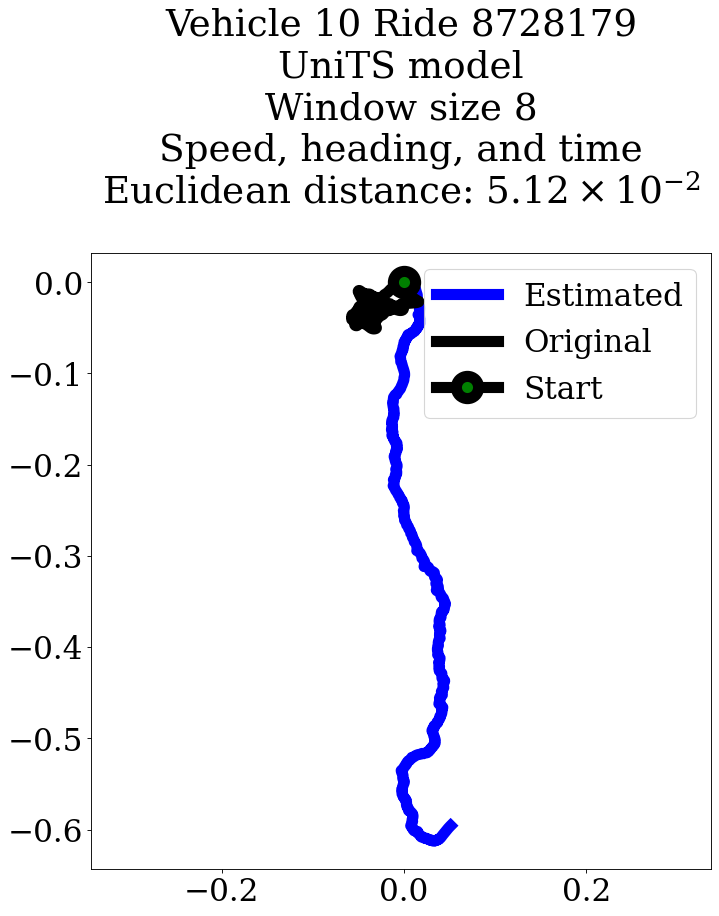 Vehicle 10 Ride 8728179
UniTS model
Window size 8
Speed, heading, and time
Euclidean distance: 5.12 × 10⁻²
Estimated
Original
Start
0.0
−0.1
−0.2
−0.3
−0.4
−0.5
−0.6
−0.2 0.0 0.2